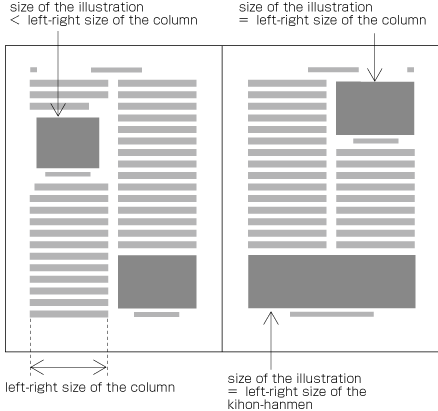 size of the illustration
< left-right size of the column
size of the illustration
= left-right size of the column
left-right size of the column
size of the illustration
= left-right size of the
kihon-hanmen